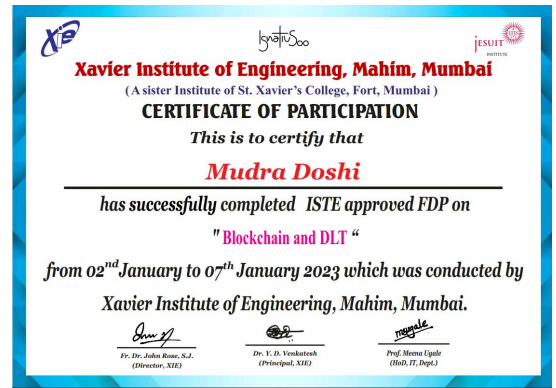 Xie
Ignatius500
JESUIT
INSTITUTE
Xavier Institute of Engineering, Mahim, Mumbai
( A sister Institute of St. Xavier's College, Fort, Mumbai )
CERTIFICATE OF PARTICIPATION
This is to certify that
Mudra Doshi
has successfully completed ISTE approved FDP on
" Blockchain and DLT “
from 02nd January to 07th January 2023 which was conducted by
Xavier Institute of Engineering, Mahim, Mumbai.
Fr. Dr. John Rose, S.J.
(Director, XIE)
Dr. Y. D. Venkatesh
(Principal, XIE)
Prof. Meena Ugale
(HoD, IT, Dept.)